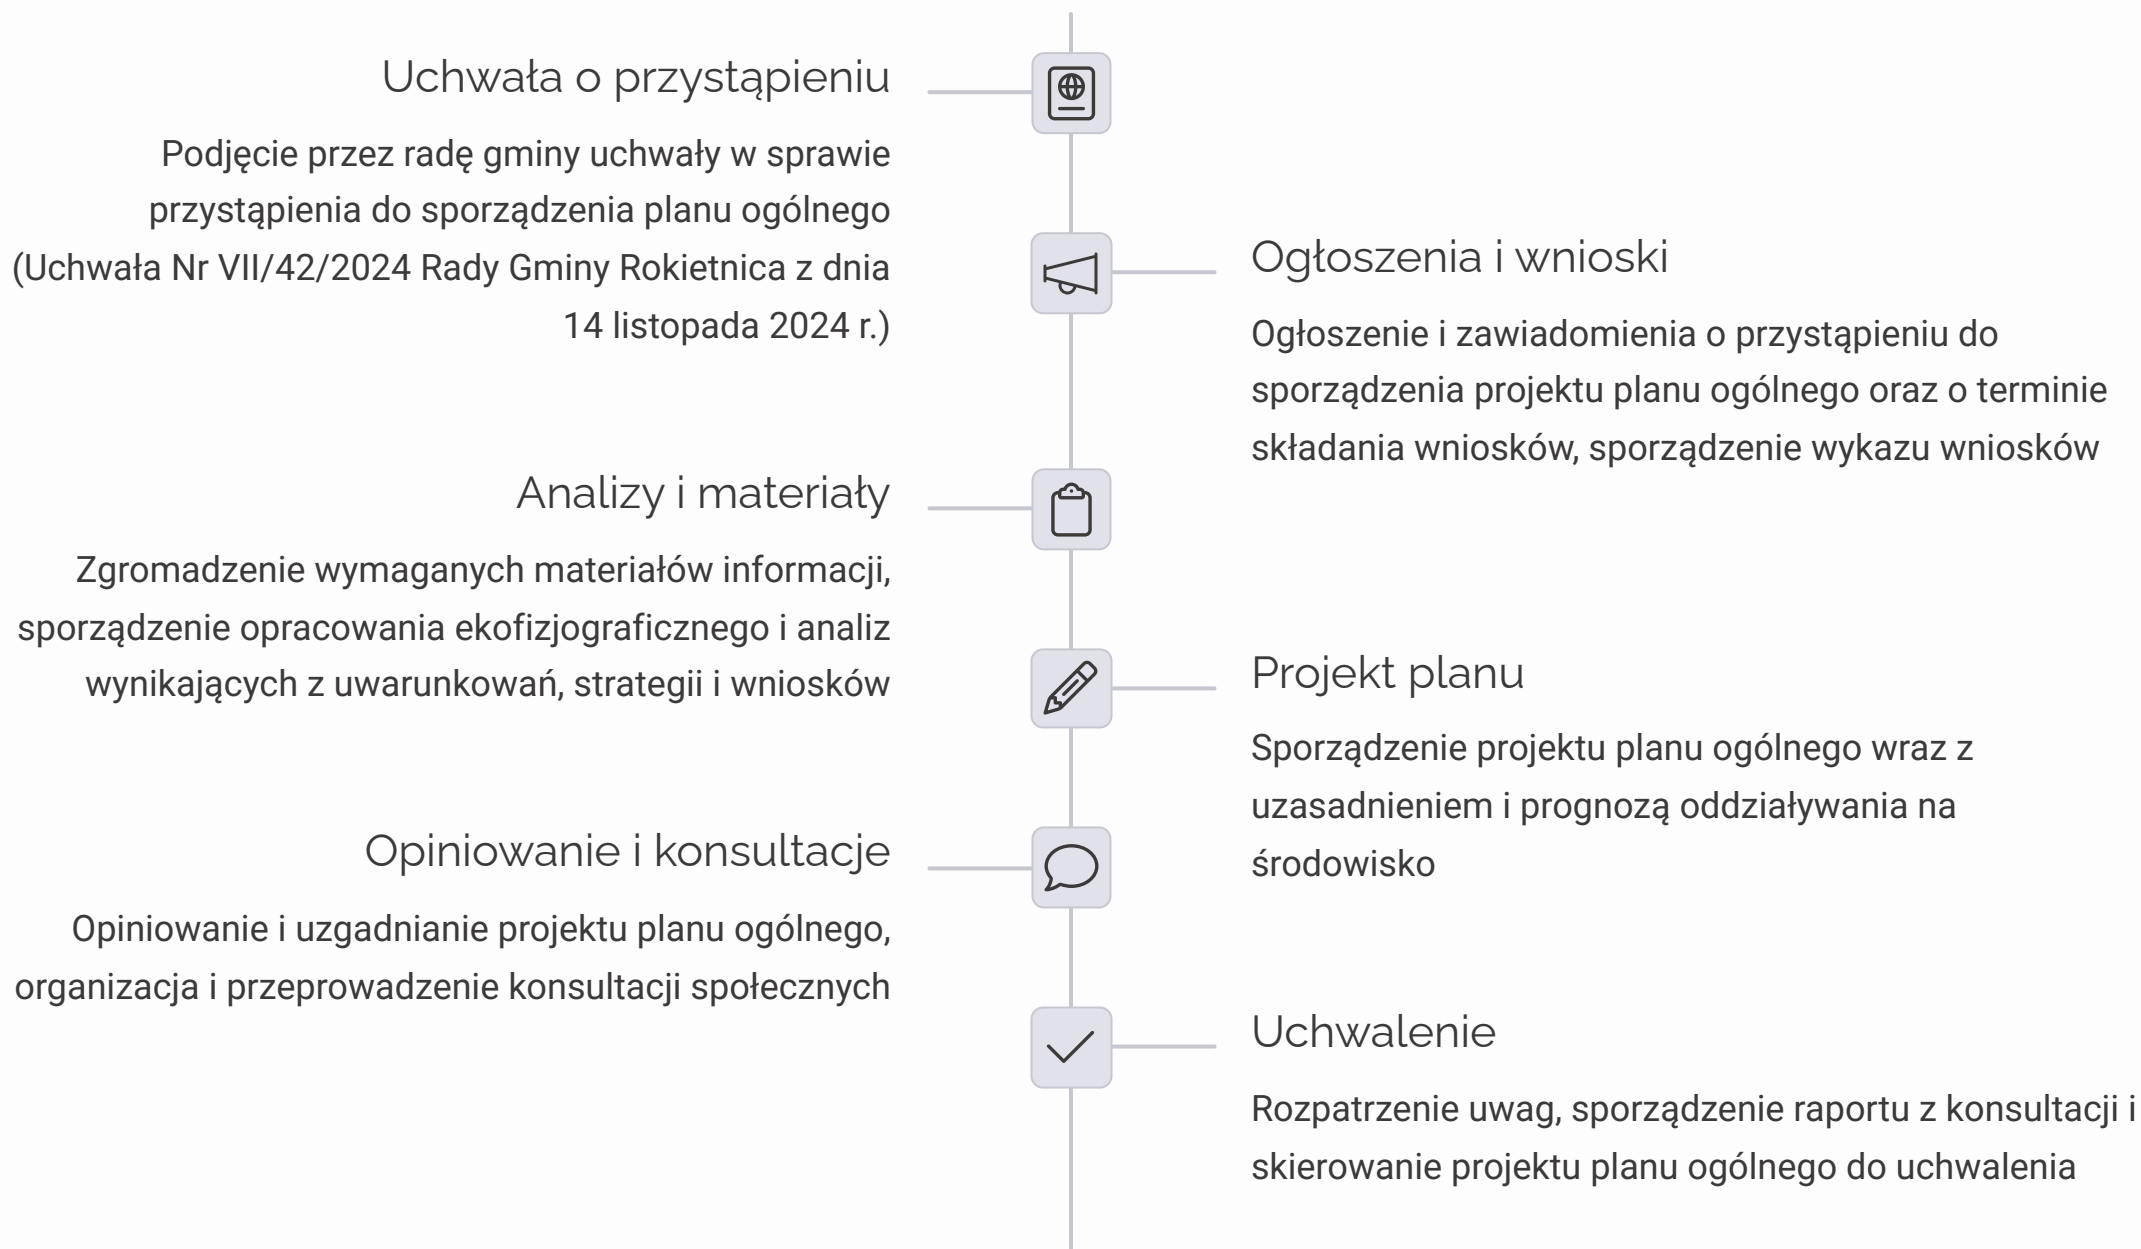 Uchwała o przystąpieniu
Podjęcie przez radę gminy uchwały w sprawie
przystąpienia do sporządzenia planu ogólnego
(Uchwała Nr VII/42/2024 Rady Gminy Rokietnica z dnia
14 listopada 2024 r.)
Ogłoszenia i wnioski
Ogłoszenie i zawiadomienia o przystąpieniu do
sporządzenia projektu planu ogólnego oraz o terminie
składania wniosków, sporządzenie wykazu wniosków
Analizy i materiały
Zgromadzenie wymaganych materiałów informacji,
sporządzenie opracowania ekofizjograficznego i analiz
wynikających z uwarunkowań, strategii i wniosków
Projekt planu
Sporządzenie projektu planu ogólnego wraz z
uzasadnieniem i prognozą oddziaływania na
środowisko
Opiniowanie i konsultacje
Opiniowanie i uzgadnianie projektu planu ogólnego,
organizacja i przeprowadzenie konsultacji społecznych
Uchwalenie
Rozpatrzenie uwag, sporządzenie raportu z konsultacji i
skierowanie projektu planu ogólnego do uchwalenia